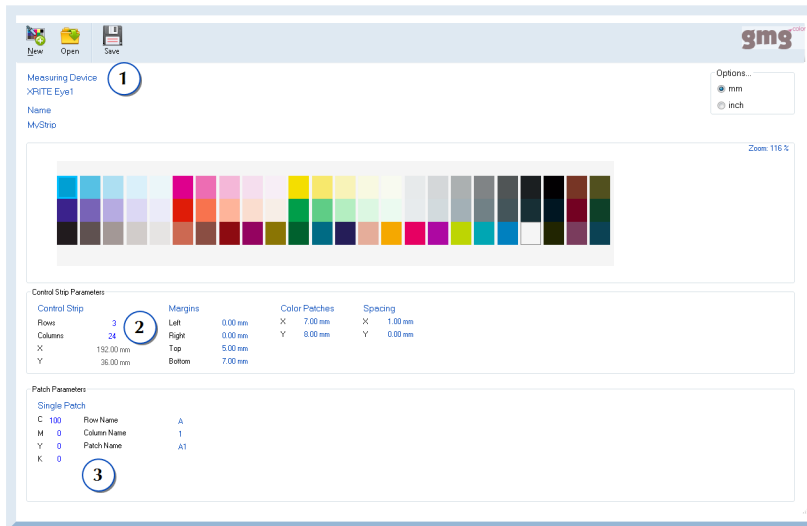 New Open Save
gmg color
Measuring Device
1
XRITE Eye1
Name
MyStrip
Options...
mm
inch
Zoom: 116 %
Control Strip Parameters
Control Strip Margins Color Patches Spacing
Rows 3 Left 0.00 mm X 7.00 mm X 1.00 mm
2
Columns 24 Right 0.00 mm Y 8.00 mm Y 0.00 mm
X 192.00 mm Top 5.00 mm
Y 36.00 mm Bottom 7.00 mm
Patch Parameters
Single Patch
C 100 Row Name A
M 0 Column Name 1
Y 0 Patch Name A1
K 0
3